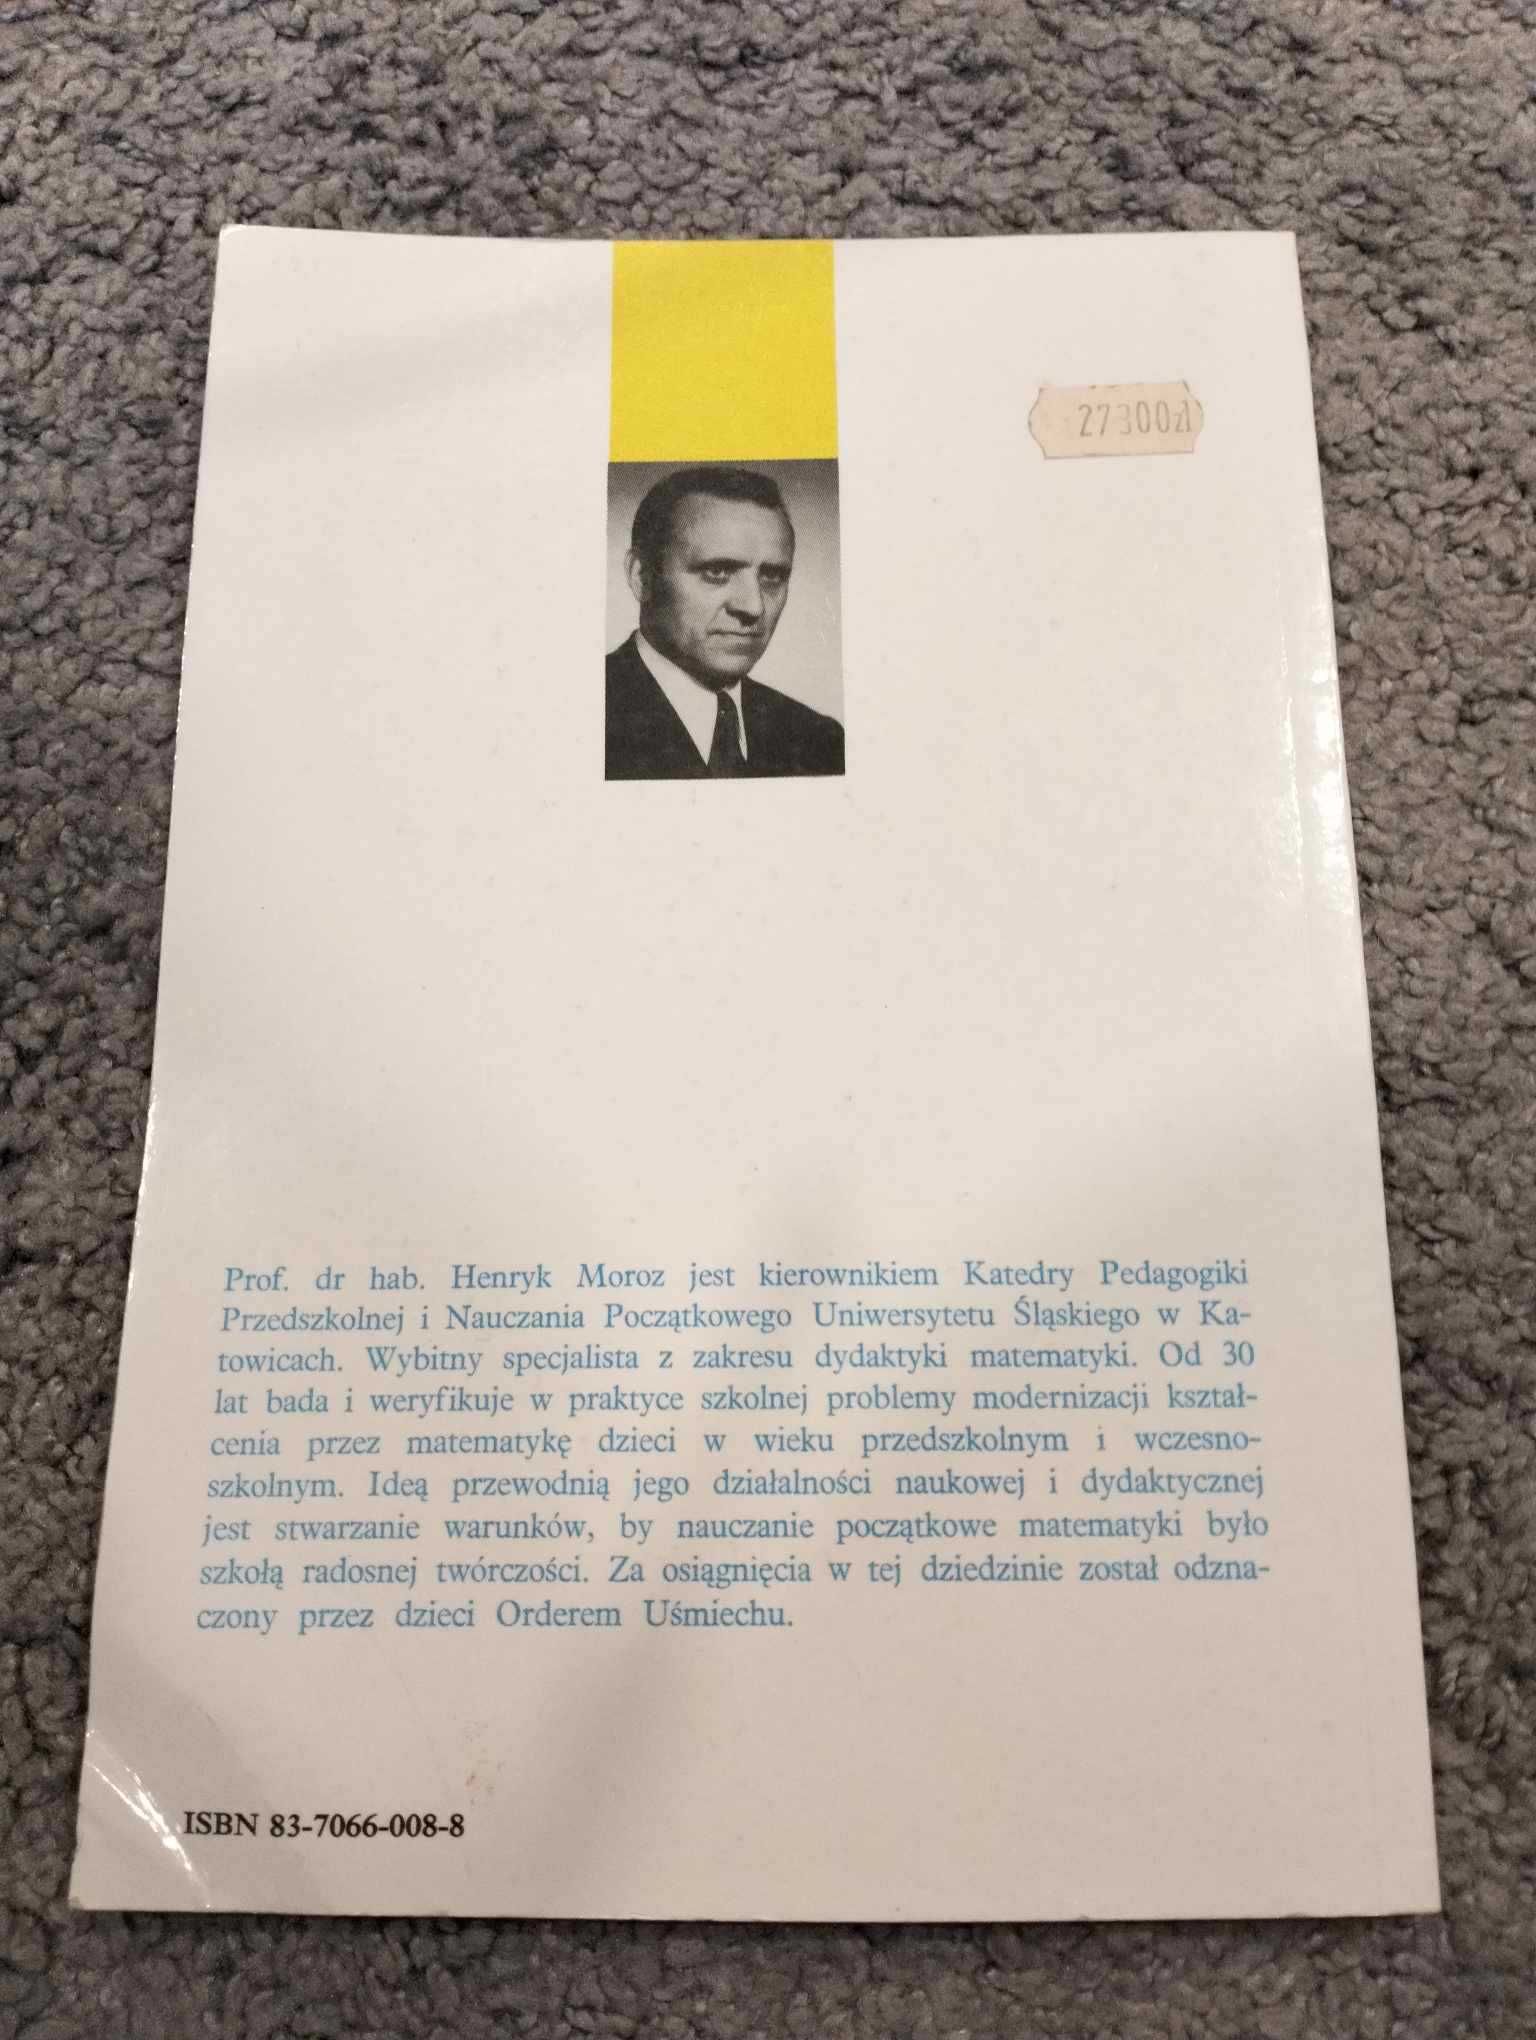 27300zł
Prof. dr hab. Henryk Moroz jest kierownikiem Katedry Pedagogiki
Przedszkolnej i Nauczania Początkowego Uniwersytetu Śląskiego w Ka-
towicach. Wybitny specjalista z zakresu dydaktyki matematyki. Od 30
lat bada i weryfikuje w praktyce szkolnej problemy modernizacji kształ-
cenia przez matematykę dzieci w wieku przedszkolnym i wczesno-
szkolnym. Ideą przewodnią jego działalności naukowej i dydaktycznej
jest stwarzanie warunków, by nauczanie początkowe matematyki było
szkołą radosnej twórczości. Za osiągnięcia w tej dziedzinie został odzna-
czony przez dzieci Orderem Uśmiechu.
ISBN 83-7066-008-8